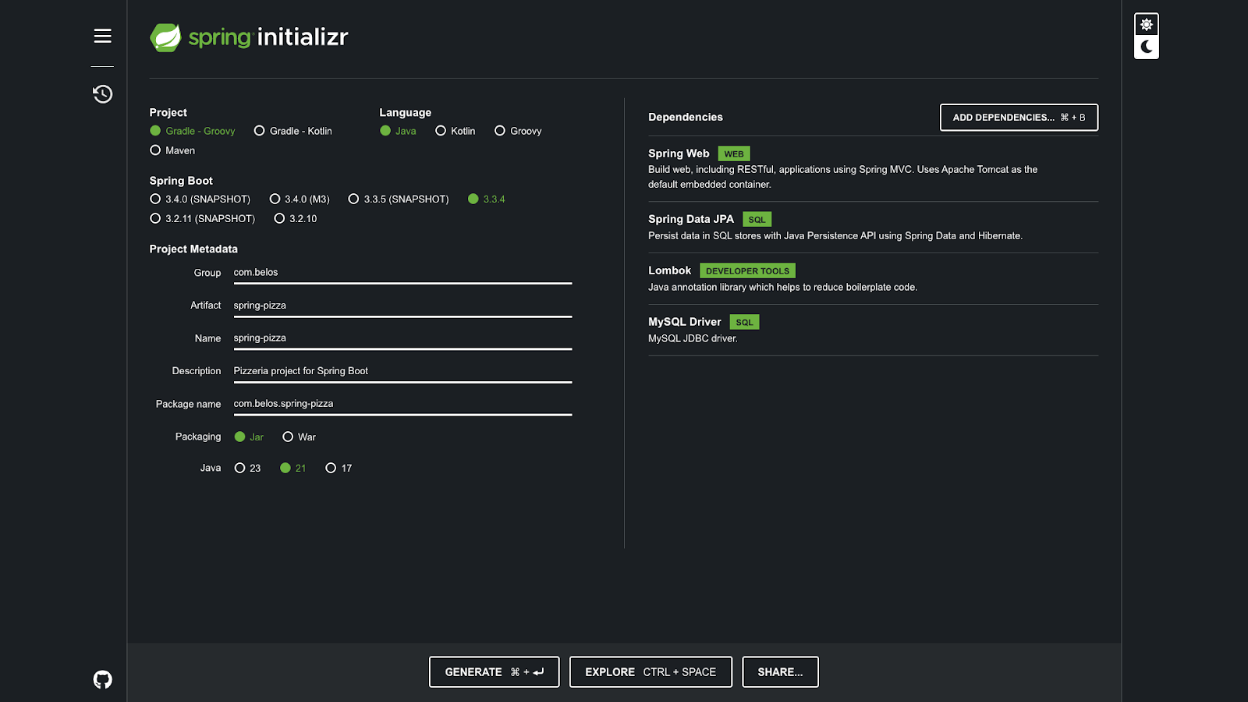 spring initializr
Project
Gradle - Groovy Gradle - Kotlin
Maven
Language
Java Kotlin Groovy
Spring Boot
3.4.0 (SNAPSHOT) 3.4.0 (M3) 3.3.5 (SNAPSHOT) 3.3.4
3.2.11 (SNAPSHOT) 3.2.10
Project Metadata
Group com.belos
Artifact spring-pizza
Name spring-pizza
Description Pizzeria project for Spring Boot
Package name com.belos.spring-pizza
Packaging Jar War
Java 23 21 17
Dependencies ADD DEPENDENCIES... ⌘ + B
Spring Web WEB
Build web, including RESTful, applications using Spring MVC. Uses Apache Tomcat as the
default embedded container.
Spring Data JPA SQL
Persist data in SQL stores with Java Persistence API using Spring Data and Hibernate.
Lombok DEVELOPER TOOLS
Java annotation library which helps to reduce boilerplate code.
MySQL Driver SQL
MySQL JDBC driver.
GENERATE ⌘ + ⏎ EXPLORE CTRL + SPACE SHARE...